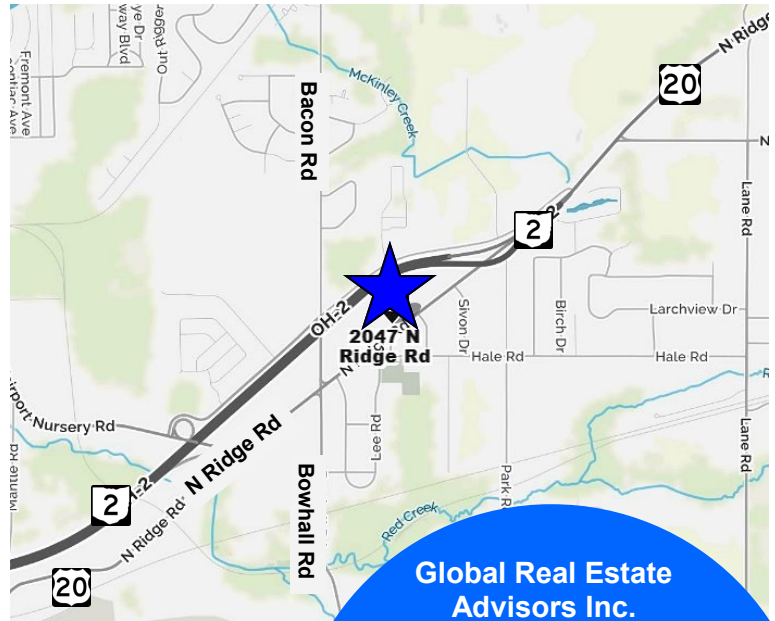 Fremont Ave
Out Rigger
N Ridge
20
Bacon Rd
McKinley Creek
Lane Rd
2
OH-2
2047 N
Ridge Rd
Sivon Dr
Birch Dr
Larchview Dr
Hale Rd
Hale Rd
Airport-Nursery Rd
N Ridge Rd
Lee Rd
Lane Rd
2
Bowhall Rd
Park R
N Ridge Rd
Red Creek
20
Global Real Estate
Advisors Inc.